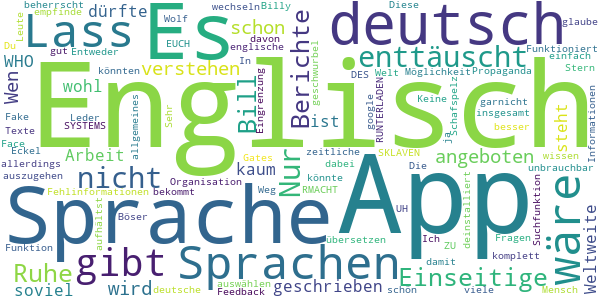 beherrscht dürfte wechseln Billy Diese
empfinde Wolf davon glaube
Du Leute Lass Es schon EUCH englische deutsch
gut Entweder In könnten Funktioniert einfach
WHO verstehen Möglichkeit Propaganda enttäuscht Stern
Wen wohl Bill Eingrenzung Berichte DES Welt geschwurbel
Englisch
Fake Leder SYSTEMS Keine garnicht insgesamt
Texte Sehr google RUNTERLADEN Schafspelz besser
Face allgemeines ist ja steht Informationen
Eckel Arbeit Nur angeboten wissen
allerdings nicht Gates kaum zeitliche dabei SKLAVEN unbrauchbar
auszugehen bekommt Organisation Weg könnte Die
Sprache App wäre
Fehlinformationen RMACHT UH deinstalliert Suchfunktion Weltweite
Funktion aufhältst Böser Sprachen übersetzen Ich ZU Fragen komplett
gibt
Ruhe auswählen damit Einseitige
soviel wird deutsche Feedback geschrieben schon viele Mensch